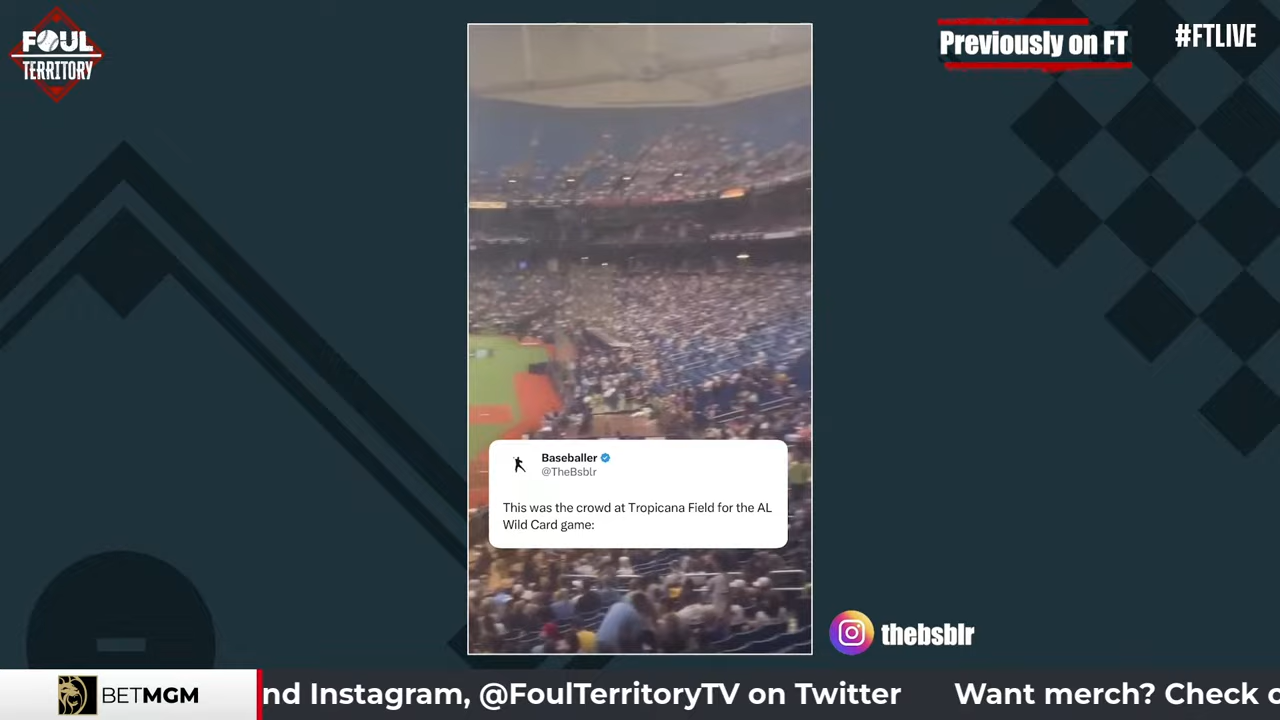 FOUL
TERRITORY
Previously on FT
#FTLIVE
Baseballer
@TheBsblr
This was the crowd at Tropicana Field for the AL
Wild Card game:
thebsblr
BETMGM
nd Instagram, @FoulTerritoryTV on Twitter
Want merch? Check